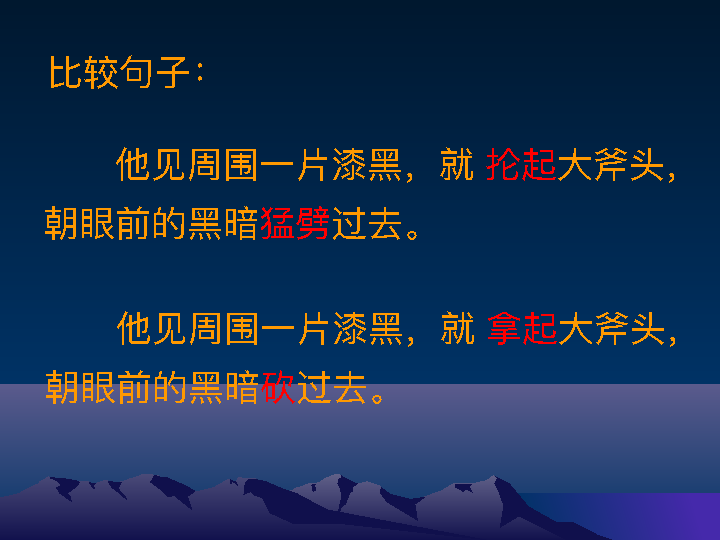 比较句子：
他见周围一片漆黑，就 抡起大斧头，
朝眼前的黑暗猛劈过去。
他见周围一片漆黑，就 拿起大斧头，
朝眼前的黑暗砍过去。